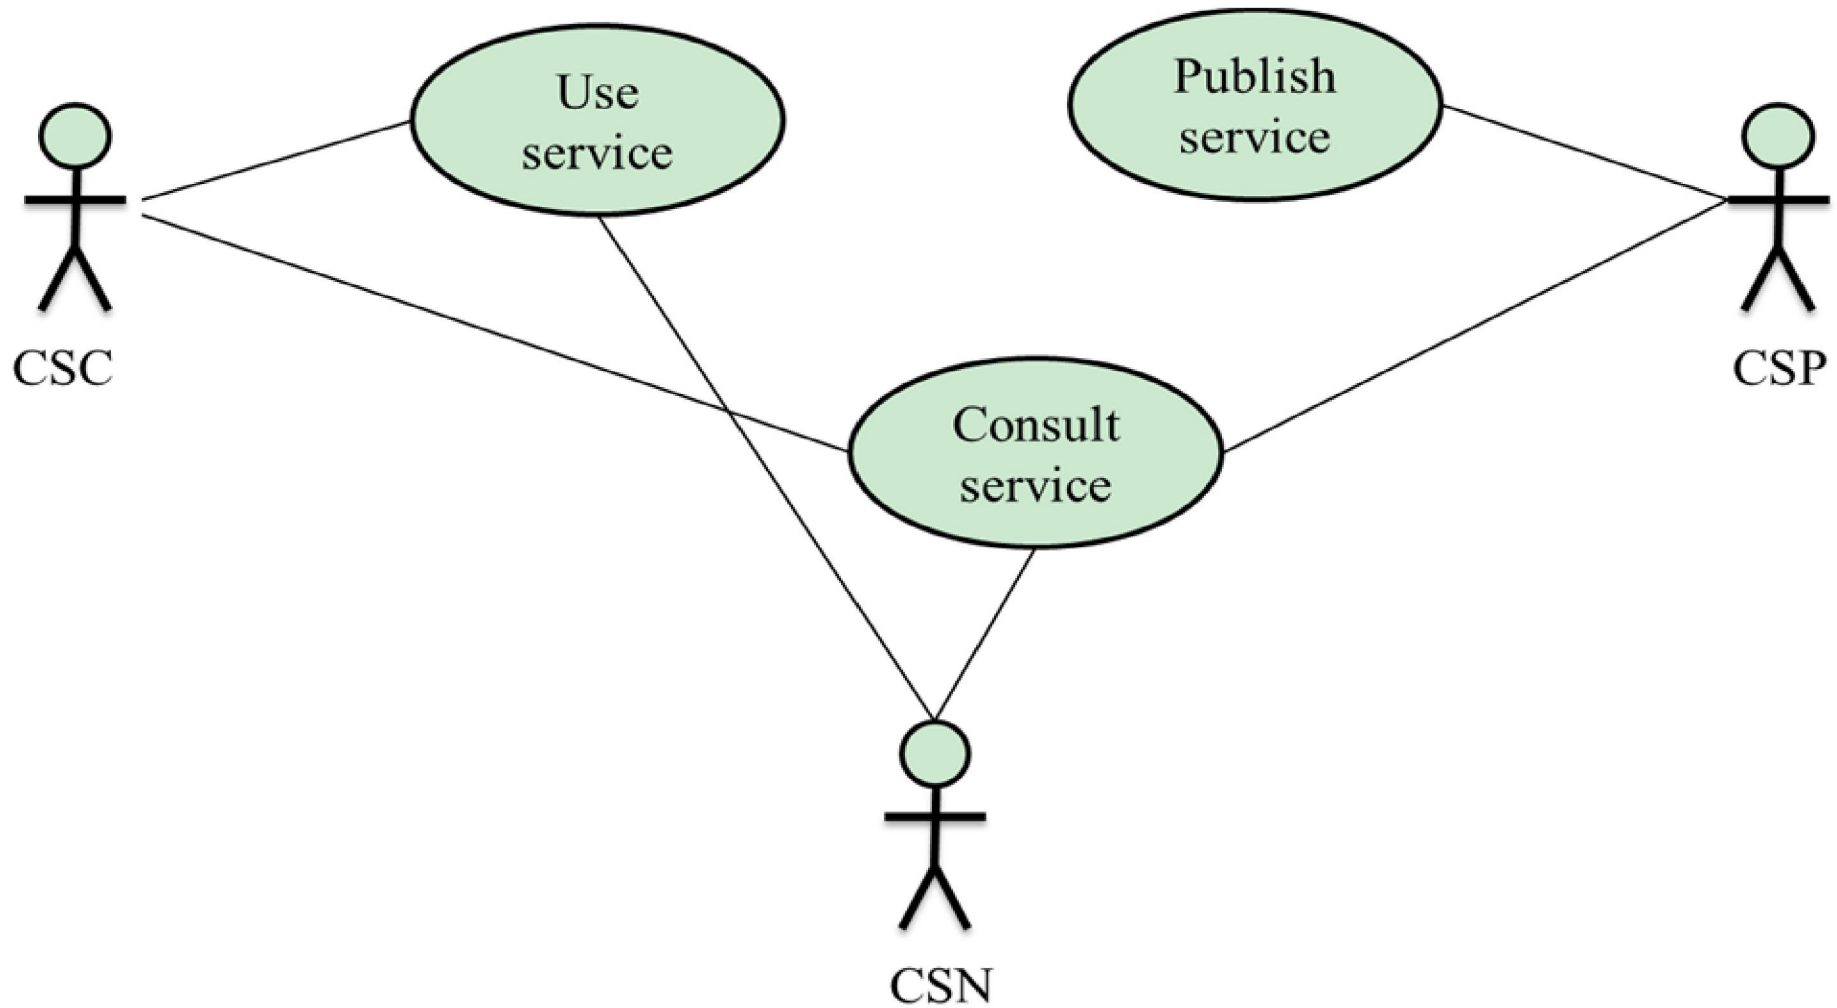 Use
service
Publish
service
CSC
CSP
Consult
service
CSN